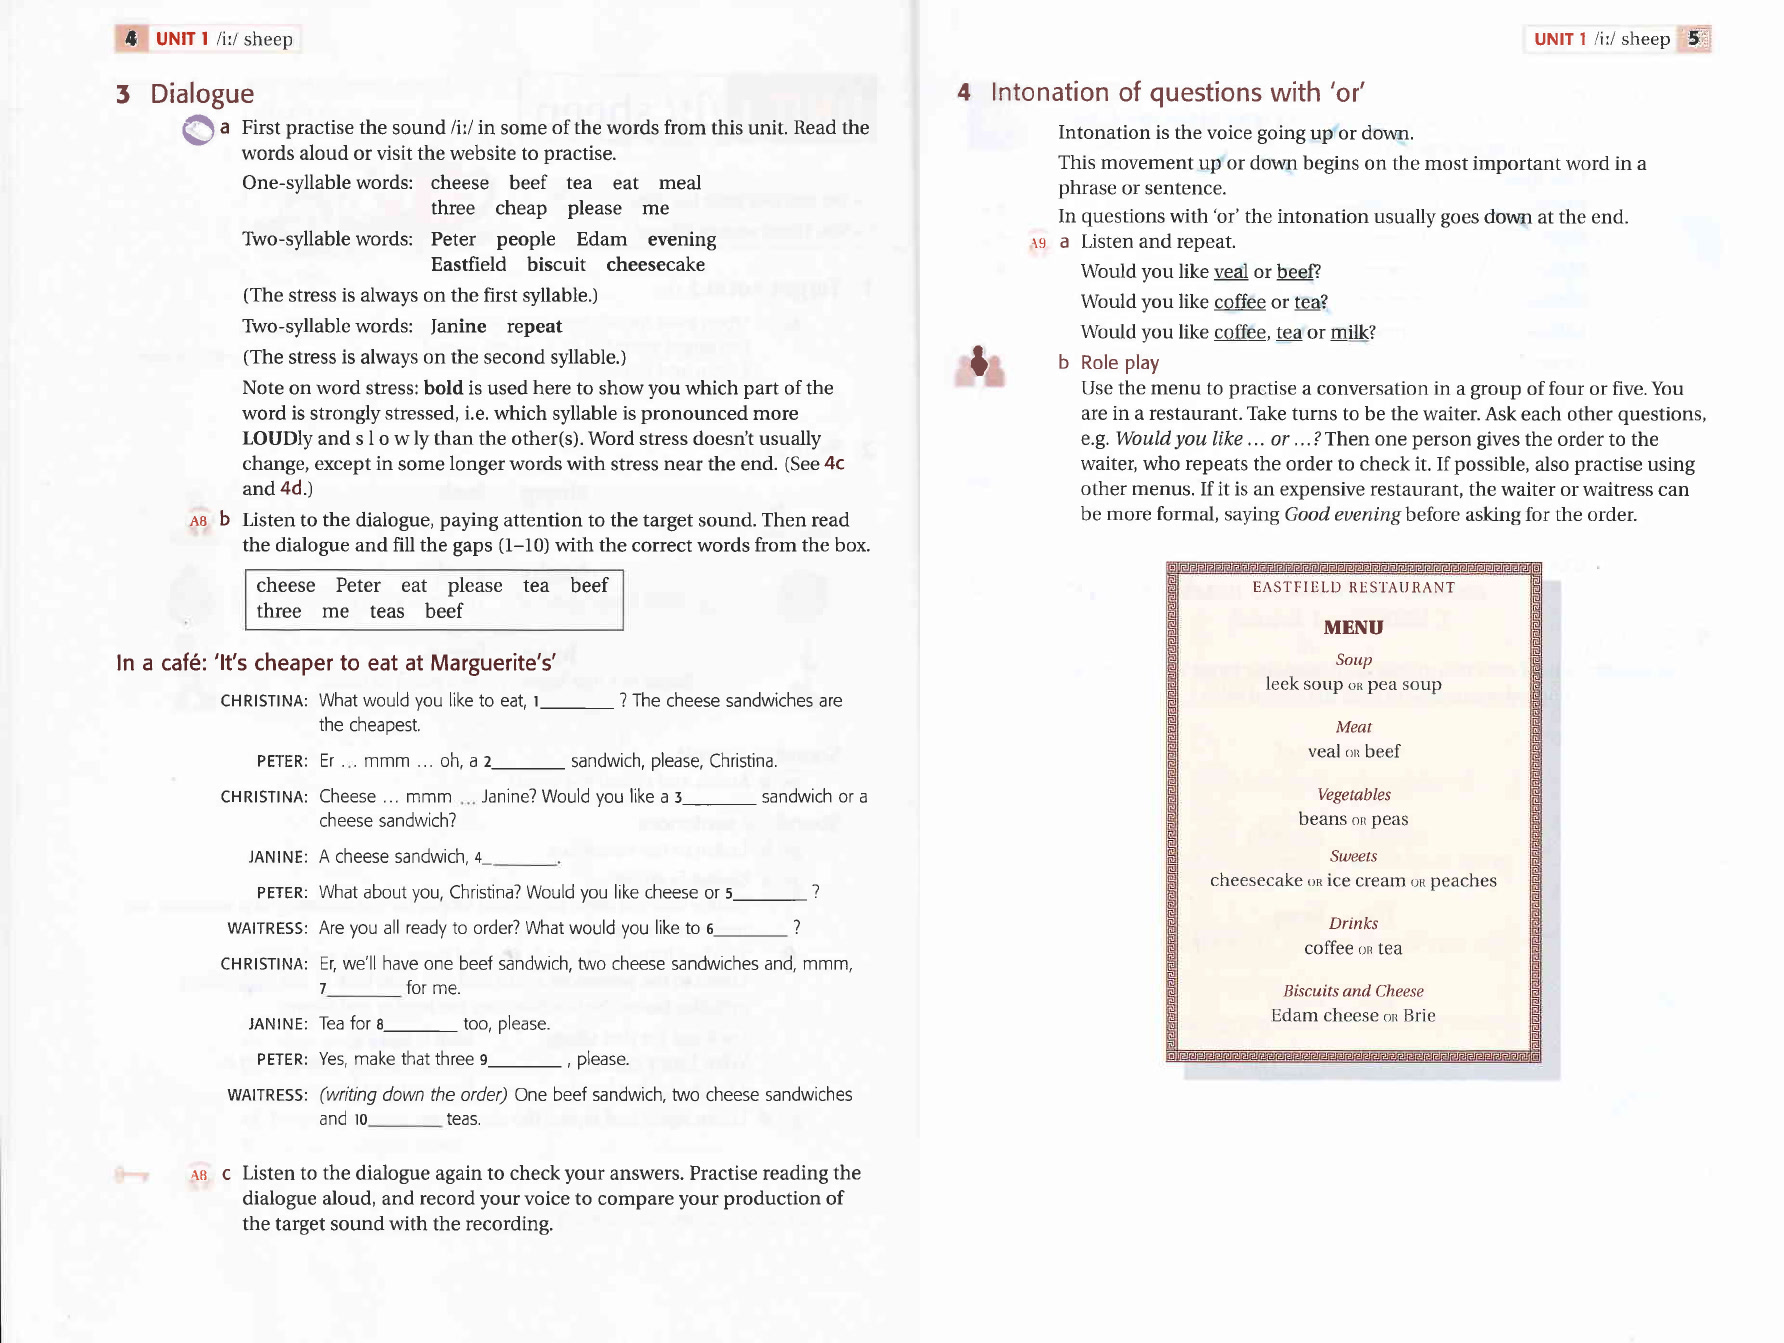 4 UNIT 1 /iː/ sheep
3 Dialogue
a First practise the sound /iː/ in some of the words from this unit. Read the
words aloud or visit the website to practise.
One-syllable words: cheese beef tea eat meal
three cheap please me
Two-syllable words: Peter people Edam evening
Eastfield biscuit cheesecake
(The stress is always on the first syllable.)
Two-syllable words: Janine repeat
(The stress is always on the second syllable.)
Note on word stress: bold is used here to show you which part of the
word is strongly stressed, i.e. which syllable is pronounced more
LOUDly and s l o w ly than the other(s). Word stress doesn't usually
change, except in some longer words with stress near the end. (See 4c
and 4d.)
A8 b Listen to the dialogue, paying attention to the target sound. Then read
the dialogue and fill the gaps (1–10) with the correct words from the box.
cheese Peter eat please tea beef
three me teas beef
In a café: 'It's cheaper to eat at Marguerite's'
CHRISTINA: What would you like to eat, 1________ ? The cheese sandwiches are
the cheapest.
PETER: Er ... mmm ... oh, a 2________ sandwich, please, Christina.
CHRISTINA: Cheese ... mmm ... Janine? Would you like a 3________ sandwich or a
cheese sandwich?
JANINE: A cheese sandwich, 4________.
PETER: What about you, Christina? Would you like cheese or 5________ ?
WAITRESS: Are you all ready to order? What would you like to 6________ ?
CHRISTINA: Er, we'll have one beef sandwich, two cheese sandwiches and, mmm,
7________ for me.
JANINE: Tea for 8________ too, please.
PETER: Yes, make that three 9________ , please.
WAITRESS: (writing down the order) One beef sandwich, two cheese sandwiches
and 10________ teas.
A8 c Listen to the dialogue again to check your answers. Practise reading the
dialogue aloud, and record your voice to compare your production of
the target sound with the recording.
UNIT 1 /iː/ sheep 5
4 Intonation of questions with 'or'
Intonation is the voice going up or down.
This movement up or down begins on the most important word in a
phrase or sentence.
In questions with 'or' the intonation usually goes down at the end.
A9 a Listen and repeat.
Would you like veal or beef?
Would you like coffee or tea?
Would you like coffee, tea or milk?
b Role play
Use the menu to practise a conversation in a group of four or five. You
are in a restaurant. Take turns to be the waiter. Ask each other questions,
e.g. Would you like ... or ...? Then one person gives the order to the
waiter, who repeats the order to check it. If possible, also practise using
other menus. If it is an expensive restaurant, the waiter or waitress can
be more formal, saying Good evening before asking for the order.
EASTFIELD RESTAURANT
MENU
Soup
leek soup OR pea soup
Meat
veal OR beef
Vegetables
beans OR peas
Sweets
cheesecake OR ice cream OR peaches
Drinks
coffee OR tea
Biscuits and Cheese
Edam cheese OR Brie